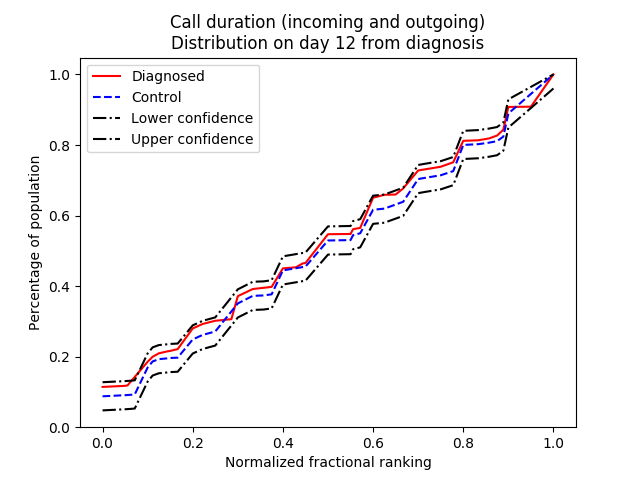 Call duration (incoming and outgoing)
Distribution on day 12 from diagnosis
Diagnosed
Control
Lower confidence
Upper confidence
Percentage of population
1.0
0.8
0.6
0.4
0.2
0.0
0.0 0.2 0.4 0.6 0.8 1.0
Normalized fractional ranking